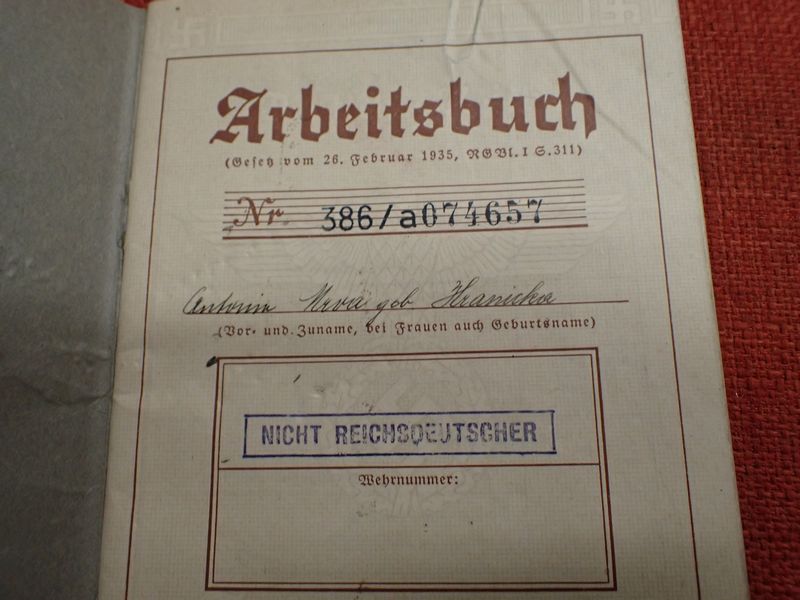 Arbeitsbuch
(Gesetz vom 26. Februar 1935, RGBl. I S. 311)
Nr. 386/a074657
geb. Hranicka
(Vor- und Zuname, bei Frauen auch Geburtsname)
NICHT REICHSDEUTSCHER
Wehrnummer: